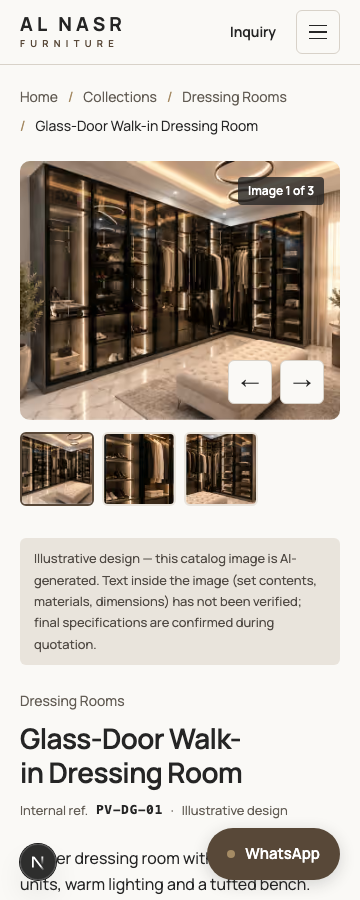 AL NASR
FURNITURE
Inquiry
Home / Collections / Dressing Rooms
/ Glass-Door Walk-in Dressing Room
Image 1 of 3
← →
Illustrative design — this catalog image is AI-
generated. Text inside the image (set contents,
materials, dimensions) has not been verified;
final specifications are confirmed during
quotation.
Dressing Rooms
Glass-Door Walk-
in Dressing Room
Internal ref. PV-DG-01 · Illustrative design
er dressing room with
units, warm lighting and a tufted bench.
N
WhatsApp